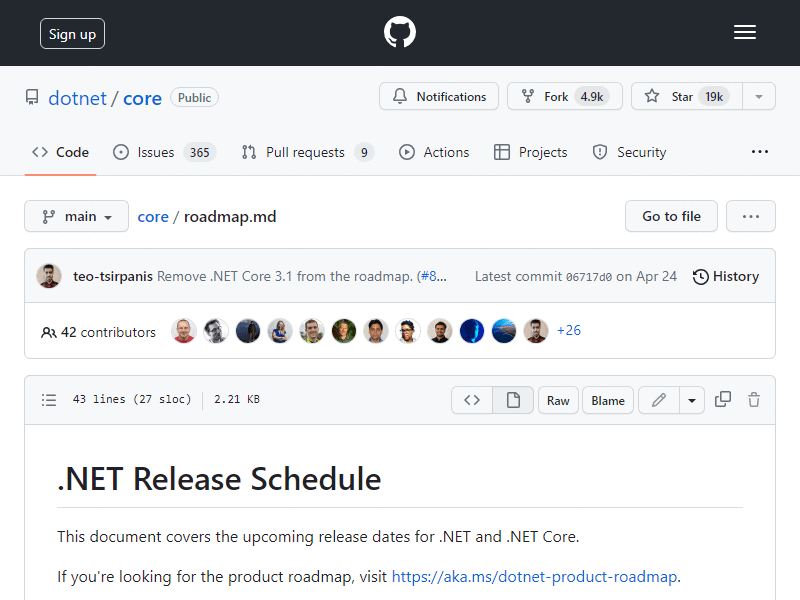 Sign up
dotnet / core Public
Notifications Fork 4.9k Star 19k
Code Issues 365 Pull requests 9 Actions Projects Security
main core / roadmap.md Go to file
teo-tsirpanis Remove .NET Core 3.1 from the roadmap. (#8... Latest commit 06717d0 on Apr 24 History
42 contributors +26
43 lines (27 sloc) 2.21 KB Raw Blame
.NET Release Schedule
This document covers the upcoming release dates for .NET and .NET Core.
If you're looking for the product roadmap, visit https://aka.ms/dotnet-product-roadmap.